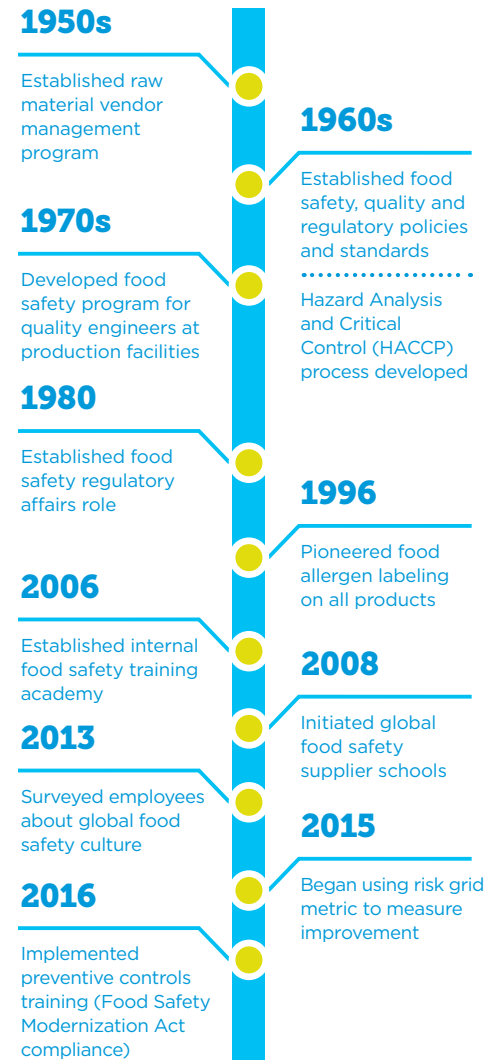 1950s
Established raw
material vendor
management
program
1960s
Established food
safety, quality and
regulatory policies
and standards
Hazard Analysis
and Critical
Control (HACCP)
process developed
1970s
Developed food
safety program for
quality engineers at
production facilities
1980
Established food
safety regulatory
affairs role
1996
Pioneered food
allergen labeling
on all products
2006
Established internal
food safety training
academy
2008
Initiated global
food safety
supplier schools
2013
Surveyed employees
about global food
safety culture
2015
Began using risk grid
metric to measure
improvement
2016
Implemented
preventive controls
training (Food Safety
Modernization Act
compliance)